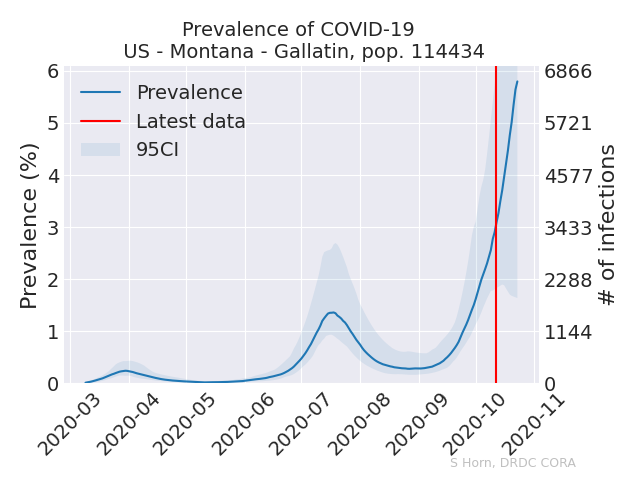 Prevalence of COVID-19
US - Montana - Gallatin, pop. 114434
Prevalence
Latest data
95CI
Prevalence (%)
6
5
4
3
2
1
0
6866
5721
4577
3433
2288
1144
0
# of infections
2020-03
2020-04
2020-05
2020-06
2020-07
2020-08
2020-09
2020-10
2020-11
S Horn, DRDC CORA